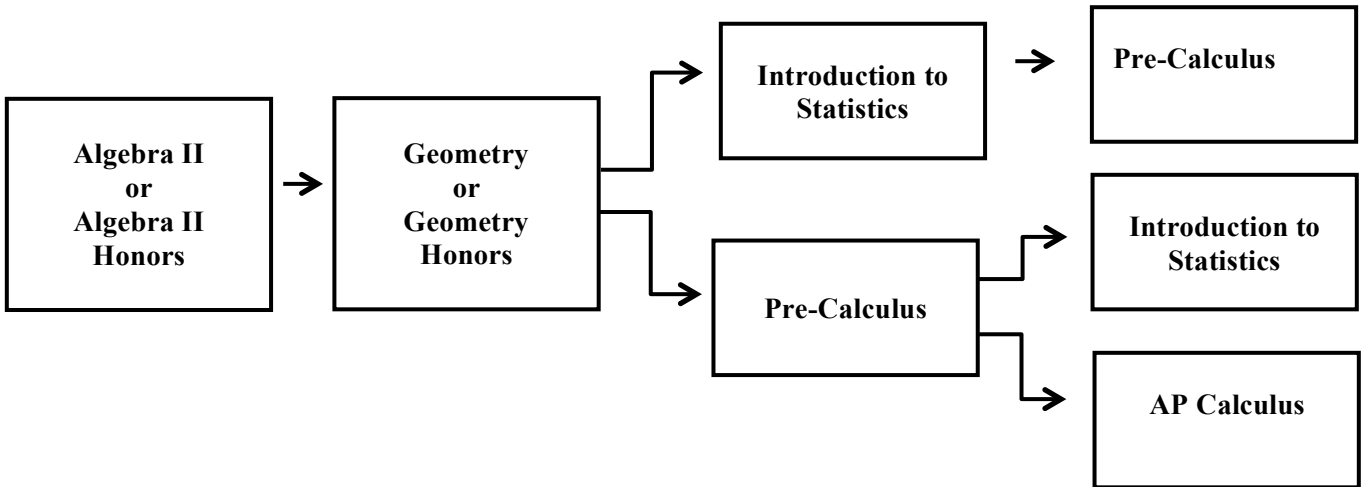 Algebra II
or
Algebra II
Honors
Geometry
or
Geometry
Honors
Introduction to
Statistics
Pre-Calculus
Pre-Calculus
Introduction to
Statistics
AP Calculus